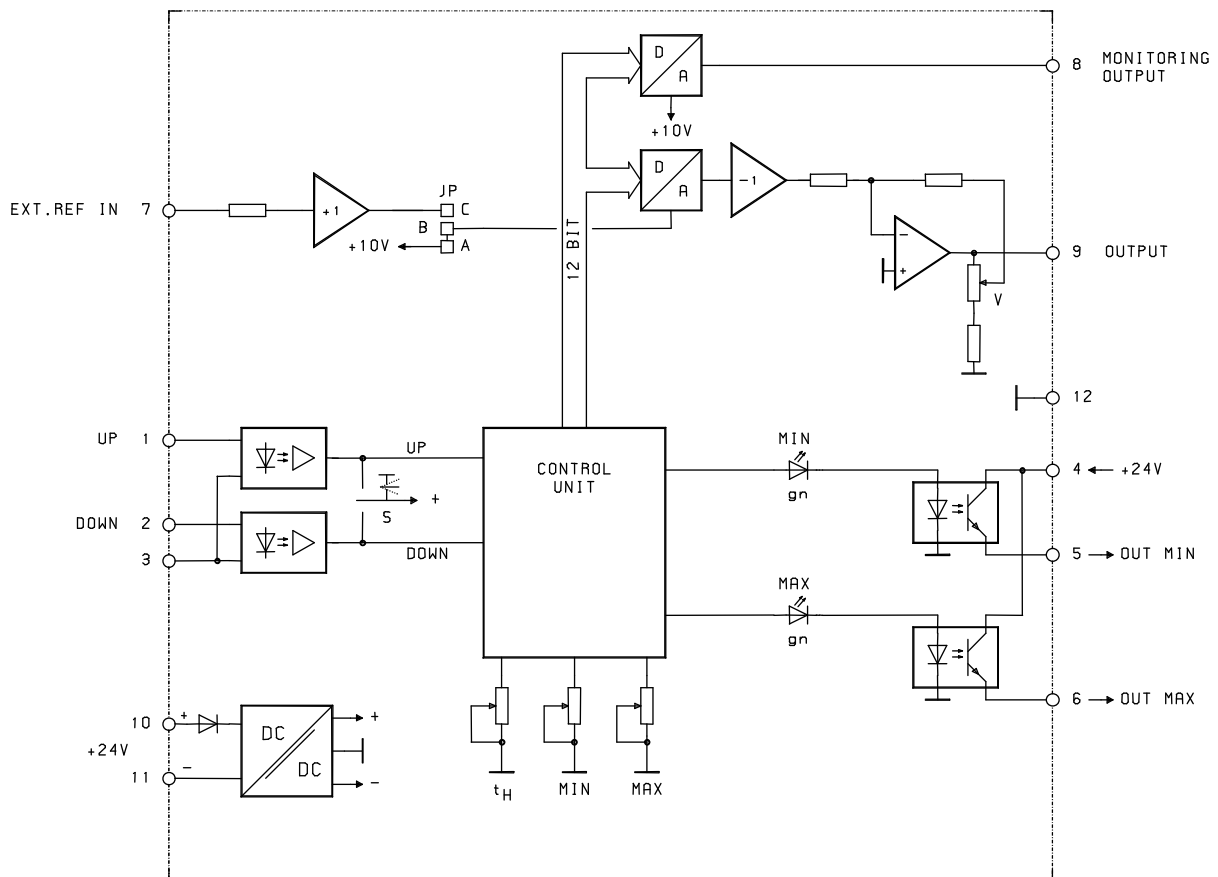 D
A
8 MONITORING
OUTPUT
+10V
D
A
-1
EXT.REF IN 7
+1
JP
C
B
+10V
A
12 BIT
-
+
9 OUTPUT
V
12
UP 1
UP
S
+
DOWN 2
3
DOWN
CONTROL
UNIT
MIN
gn
4 +24V
5 OUT MIN
MAX
gn
6 OUT MAX
10 +
+24V
11 -
DC
DC
+
-
tH
MIN
MAX